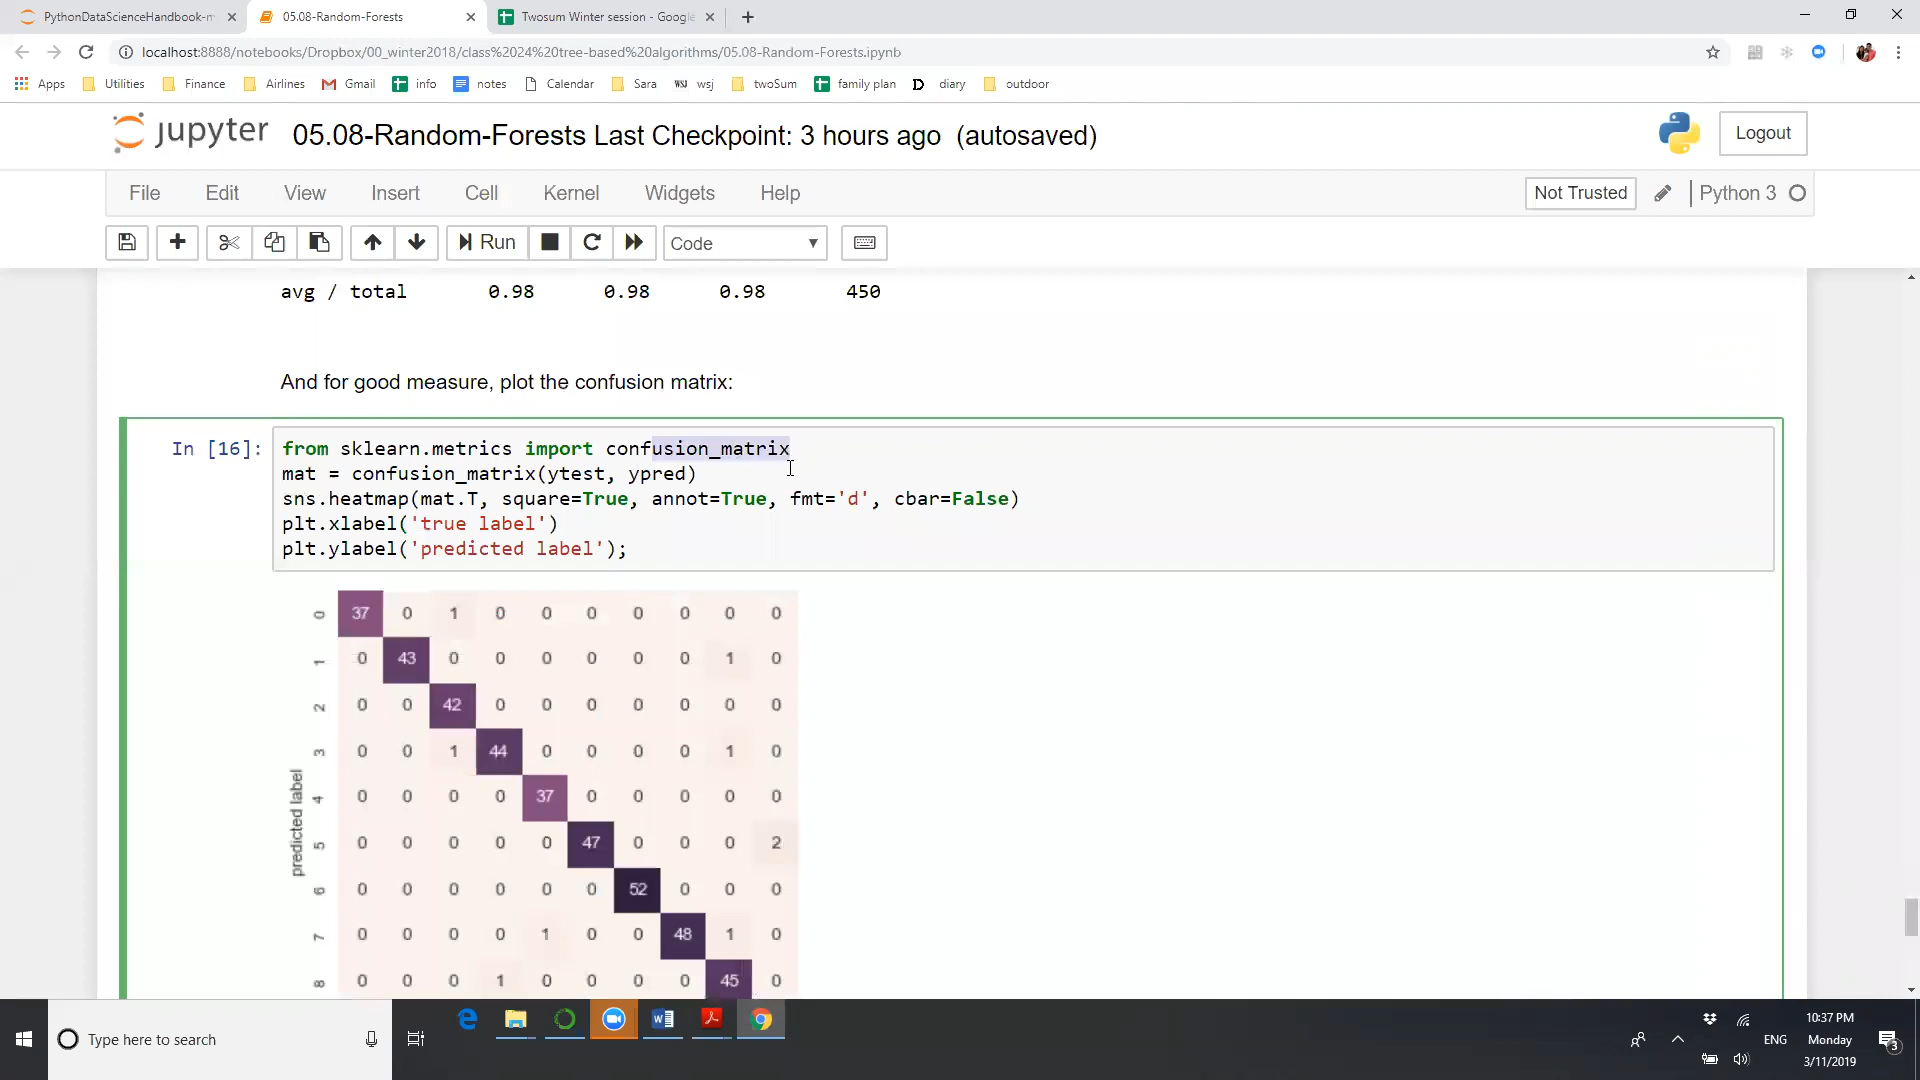 PythonDataScienceHandbook-m
05.08-Random-Forests
Twosum Winter session - Google
localhost:8888/notebooks/Dropbox/00_winter2018/class%2024%20tree-based%20algorithms/05.08-Random-Forests.ipynb
Apps Utilities Finance Airlines Gmail info notes Calendar Sara WSJ wsj twoSum family plan D diary outdoor
jupyter 05.08-Random-Forests Last Checkpoint: 3 hours ago (autosaved) Logout
File Edit View Insert Cell Kernel Widgets Help Not Trusted Python 3
Run Code
avg / total 0.98 0.98 0.98 450
And for good measure, plot the confusion matrix:
In [16]: from sklearn.metrics import confusion_matrix
mat = confusion_matrix(ytest, ypred)
sns.heatmap(mat.T, square=True, annot=True, fmt='d', cbar=False)
plt.xlabel('true label')
plt.ylabel('predicted label');
0 37 0 1 0 0 0 0 0 0 0
1 0 43 0 0 0 0 0 0 1 0
2 0 0 42 0 0 0 0 0 0 0
3 0 0 1 44 0 0 0 0 1 0
4 0 0 0 0 37 0 0 0 0 0
5 0 0 0 0 0 47 0 0 0 2
6 0 0 0 0 0 0 52 0 0 0
7 0 0 0 0 1 0 0 48 1 0
8 0 0 0 1 0 0 0 0 45 0
predicted label
Type here to search
ENG
10:37 PM
Monday
3/11/2019
3